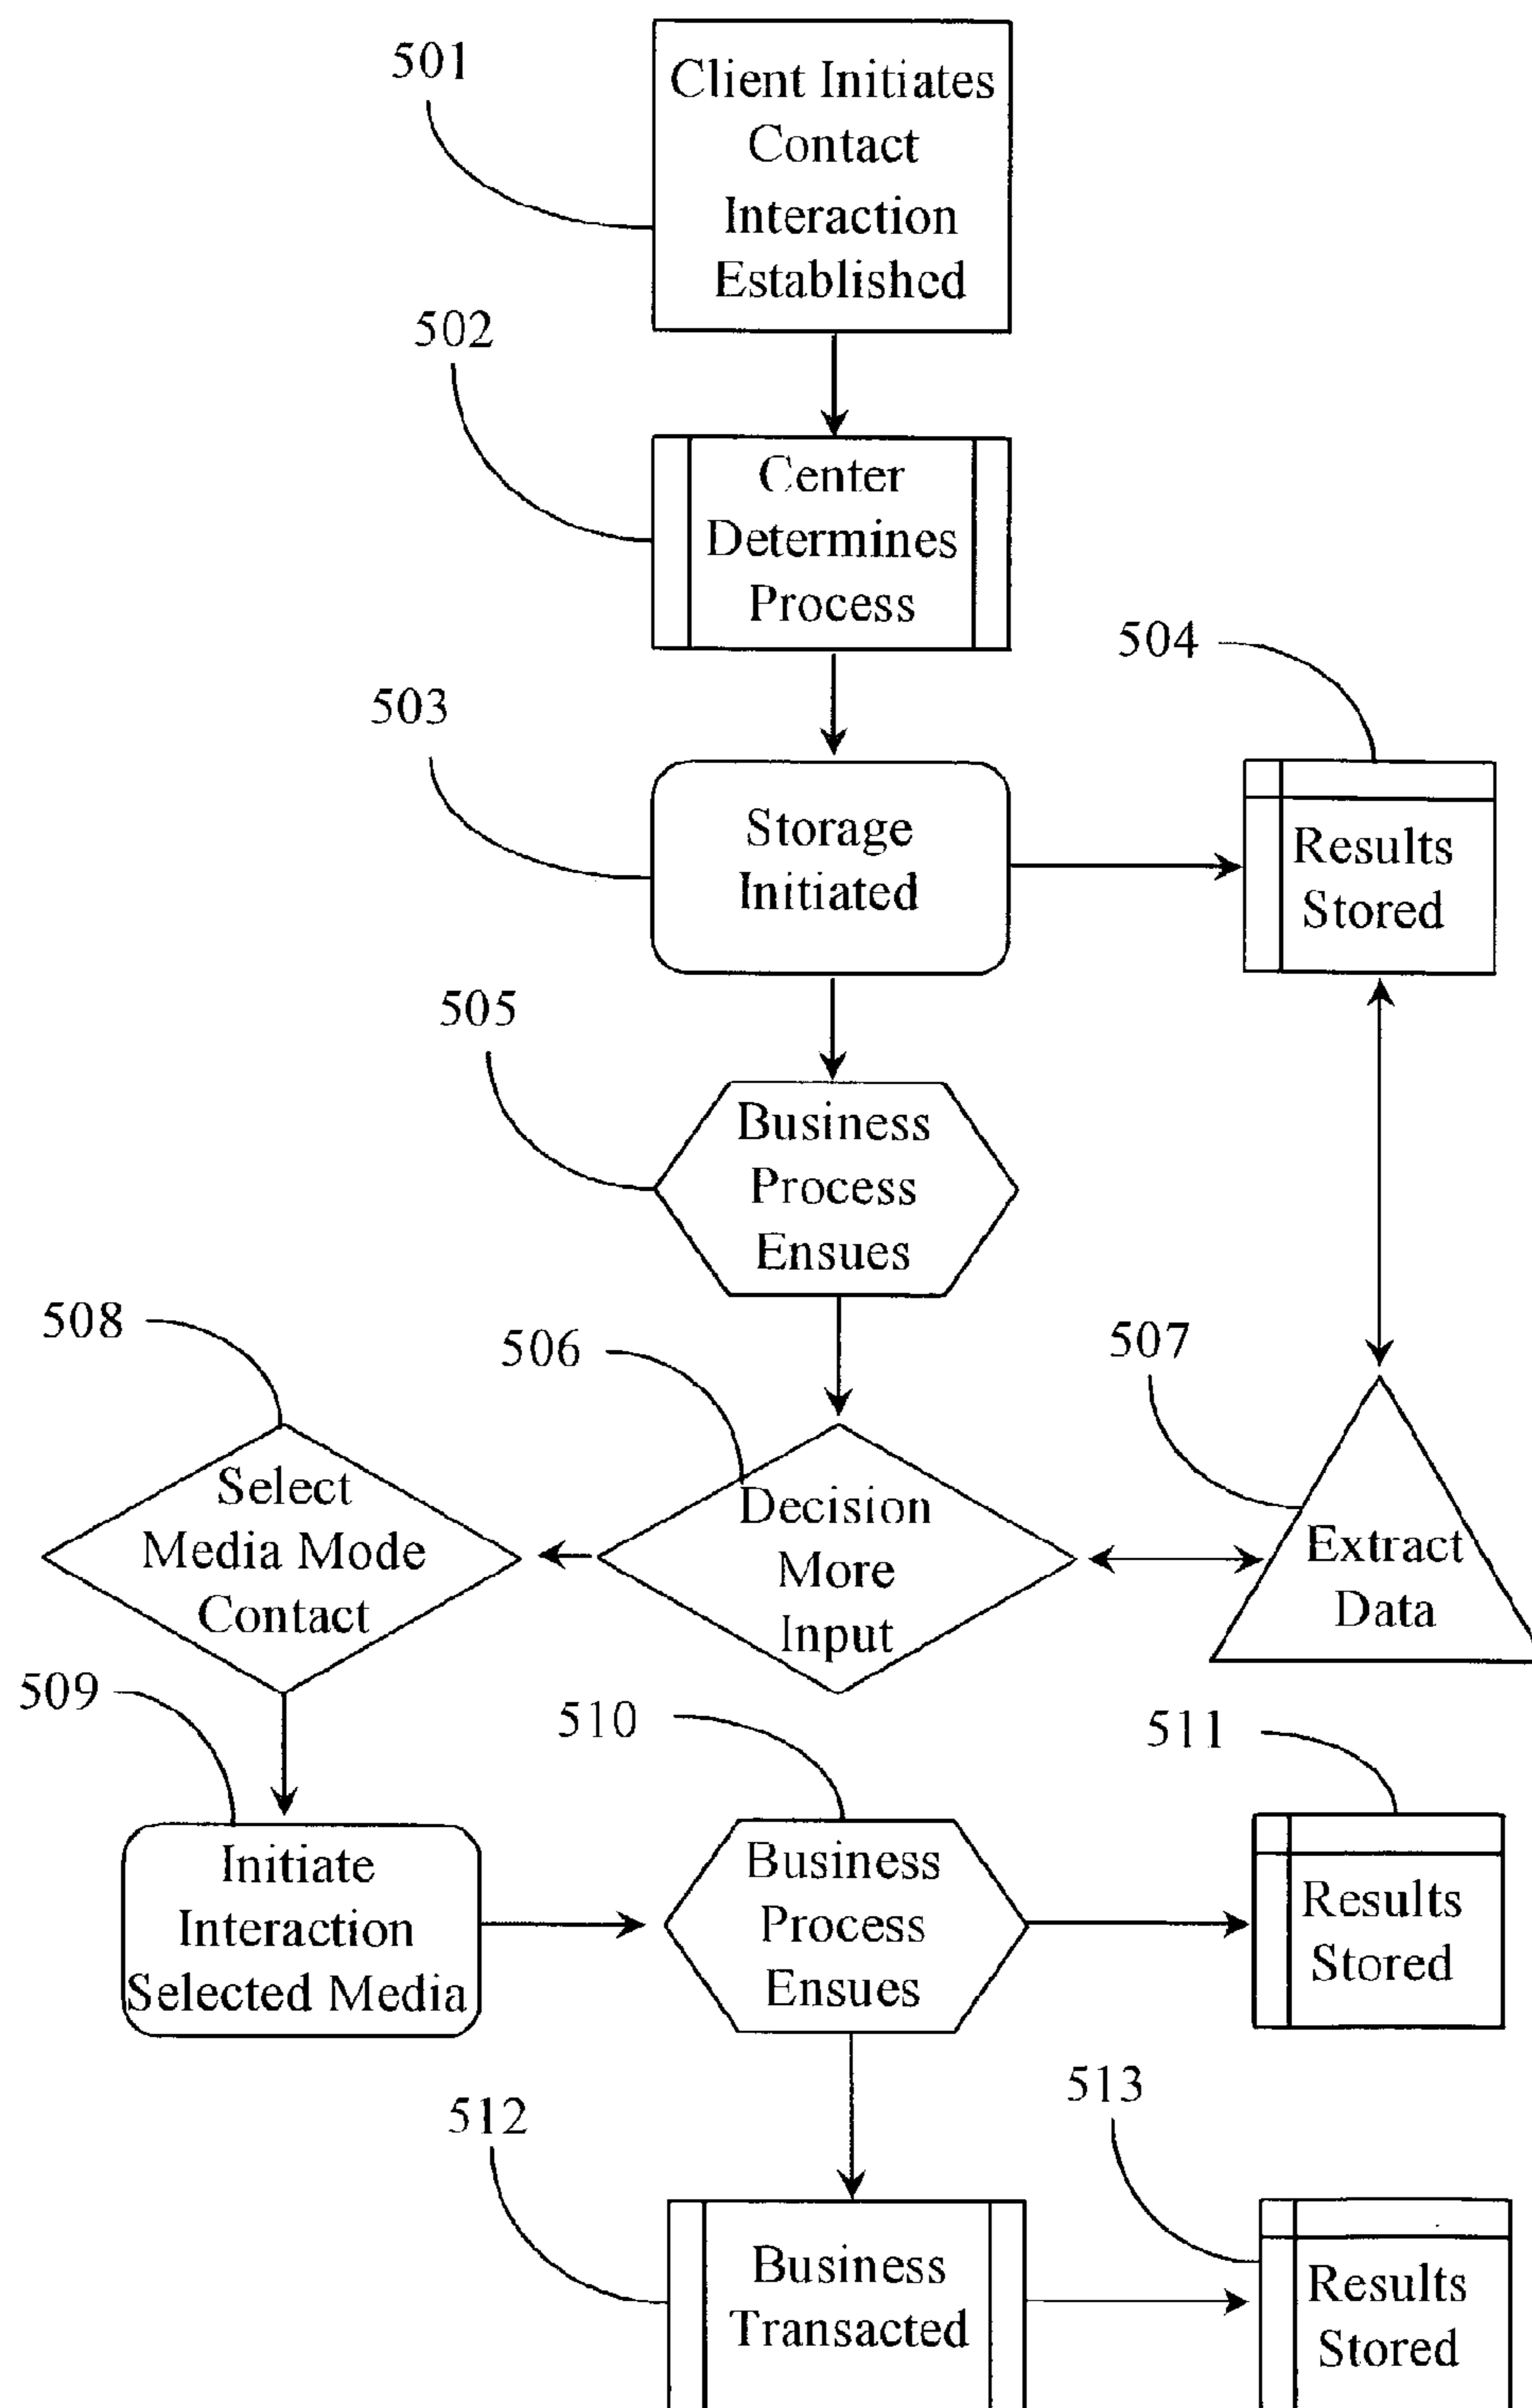 501
Client Initiates
Contact
Interaction
Established
502
Center
Determines
Process
503
Storage
Initiated
504
Results
Stored
505
Business
Process
Ensues
506
Decision
More
Input
507
Extract
Data
508
Select
Media Mode
Contact
509
Initiate
Interaction
Selected Media
510
Business
Process
Ensues
511
Results
Stored
512
Business
Transacted
513
Results
Stored